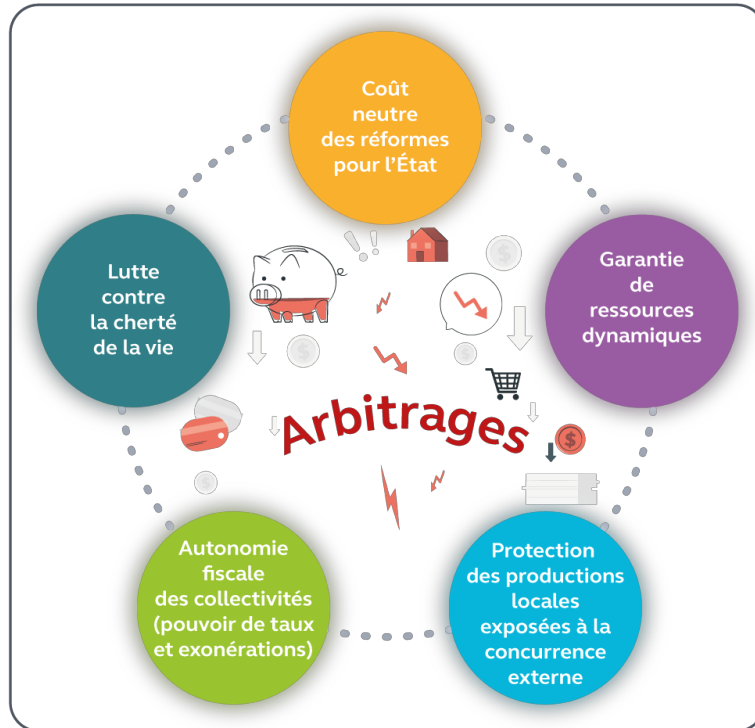 Coût
neutre
des réformes
pour l'État
Lutte
contre
la cherté
de la vie
Garantie
de
ressources
dynamiques
Arbitrages
Autonomie
fiscale
des collectivités
(pouvoir de taux
et exonérations)
Protection
des productions
locales
exposées à la
concurrence
externe